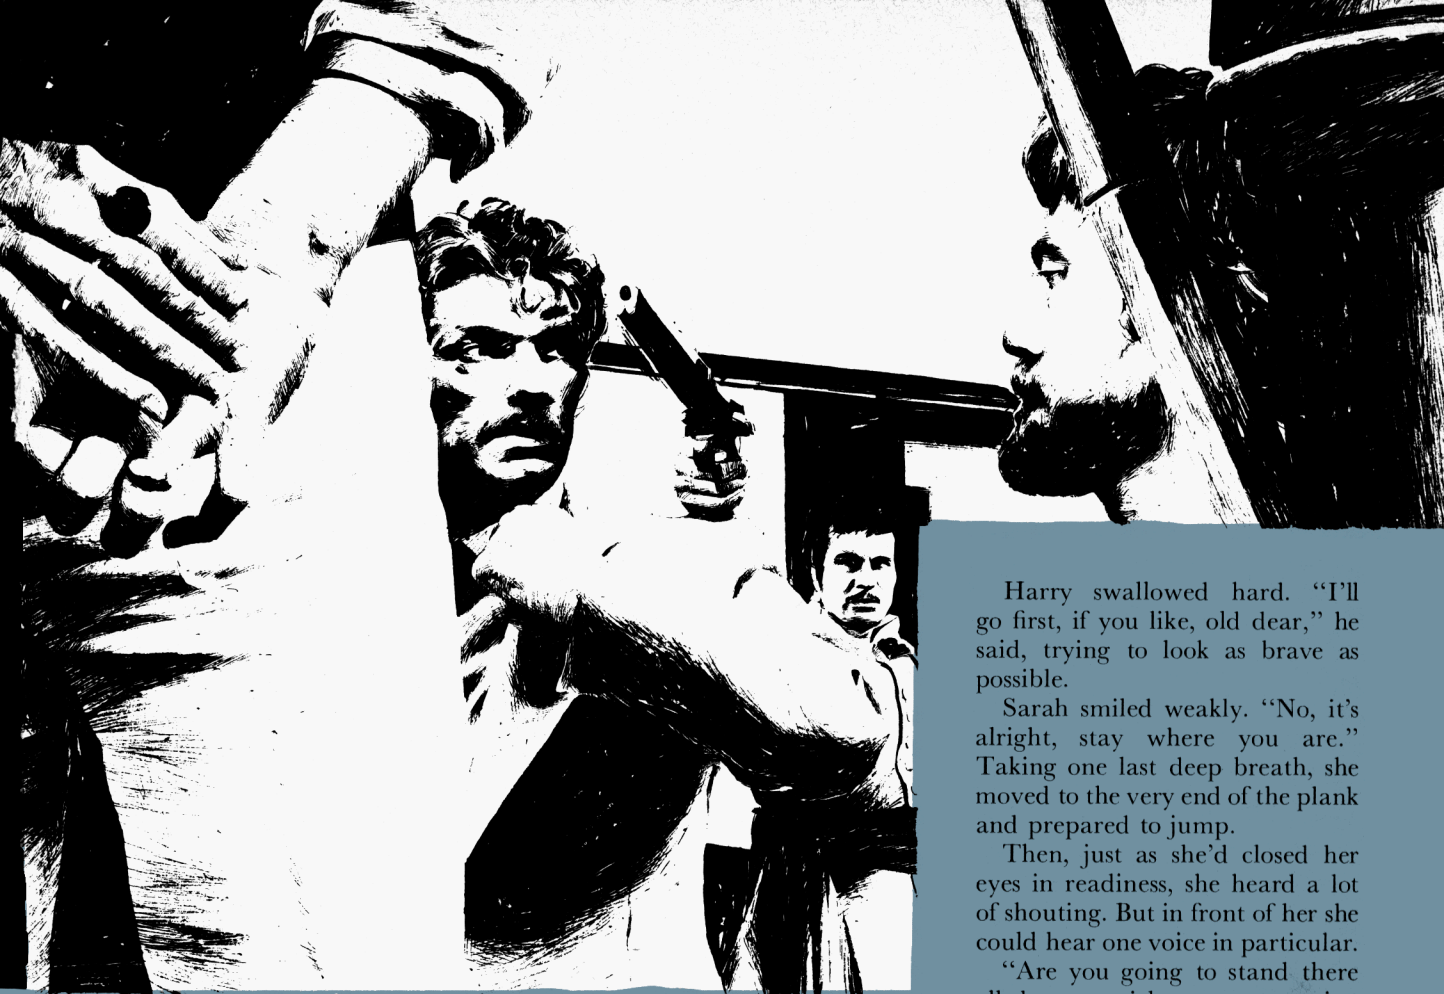 Harry swallowed hard. “I’ll
go first, if you like, old dear,” he
said, trying to look as brave as
possible.
Sarah smiled weakly. “No, it’s
alright, stay where you are.”
Taking one last deep breath, she
moved to the very end of the plank
and prepared to jump.
Then, just as she’d closed her
eyes in readiness, she heard a lot
of shouting. But in front of her she
could hear one voice in particular.
“Are you going to stand there